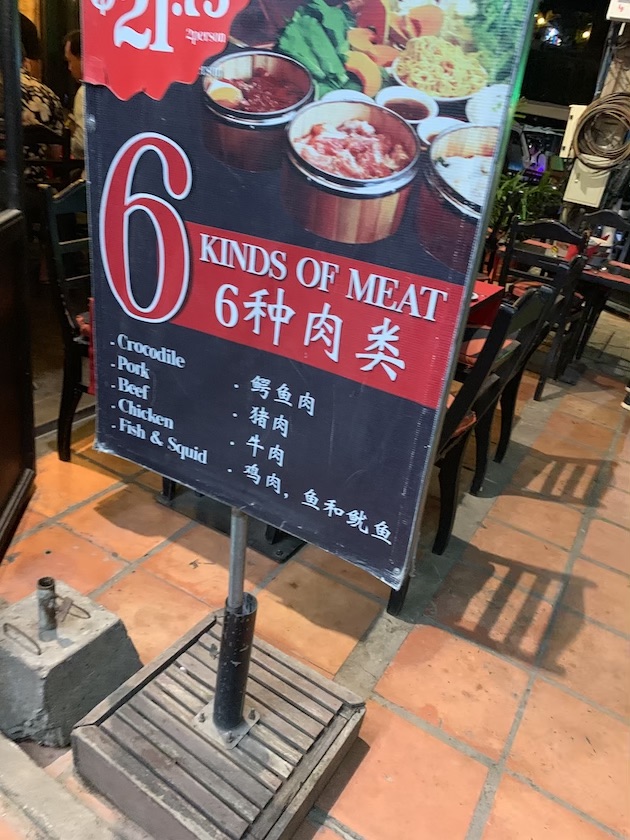 2person
6
KINDS OF MEAT
6种肉类
- Crocodile
- Pork
- Beef
- Chicken
- Fish & Squid
· 鳄鱼肉
· 猪肉
· 牛肉
· 鸡肉，鱼和鱿鱼